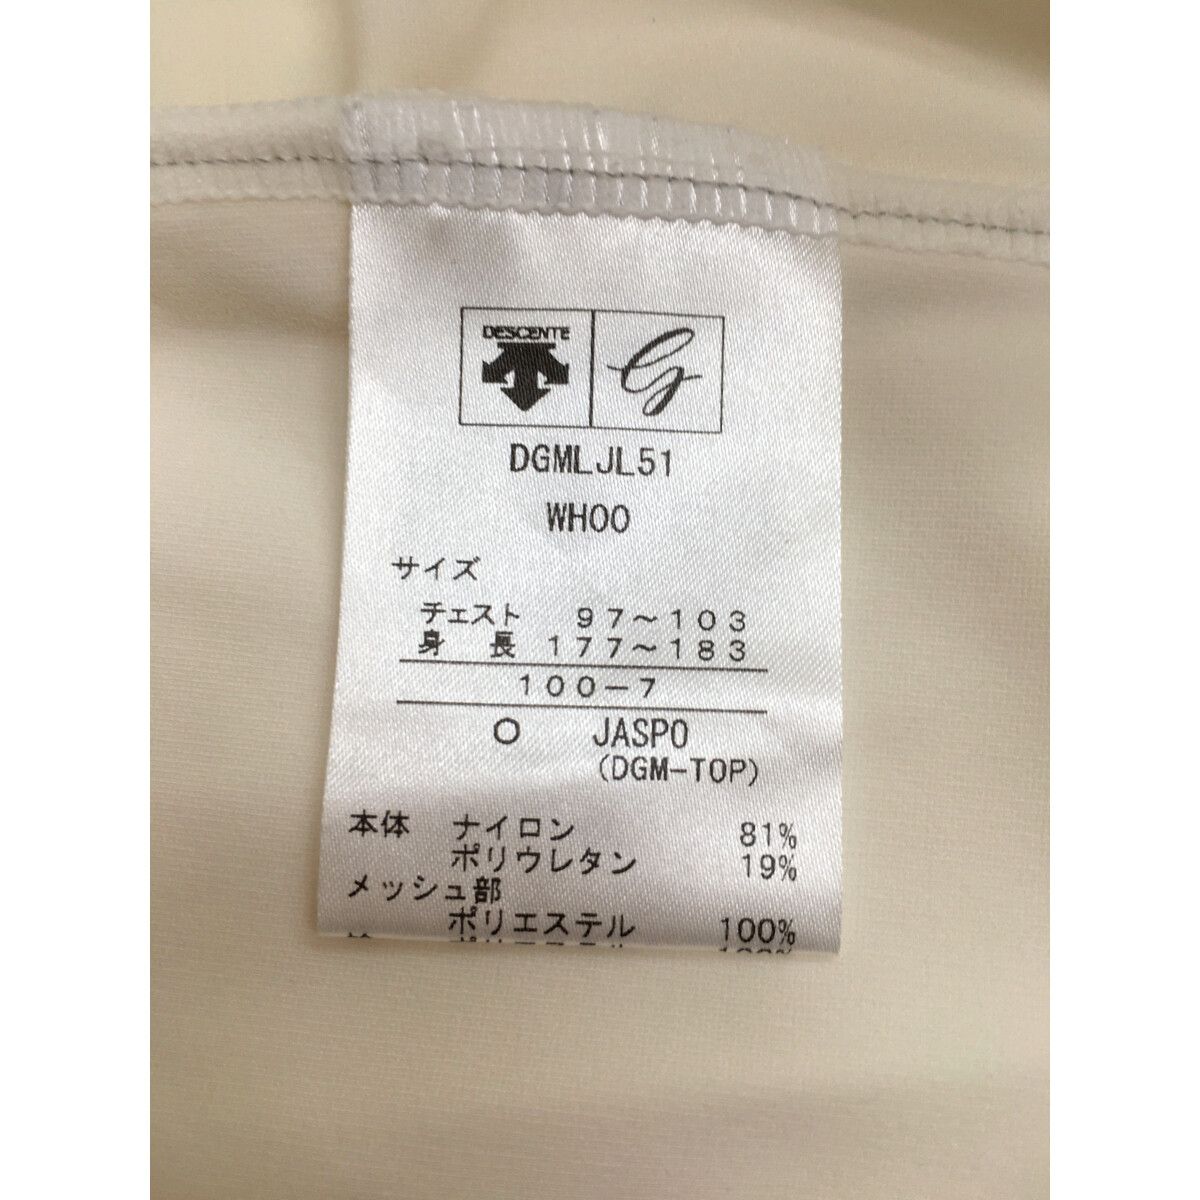 DESCENTE G
DGMLJL51
WH00
サイズ
チェスト 97～103
身長 177～183
100-7
O JASPO
(DGM-TOP)
本体 ナイロン 81%
ポリウレタン 19%
メッシュ部
ポリエステル 100%